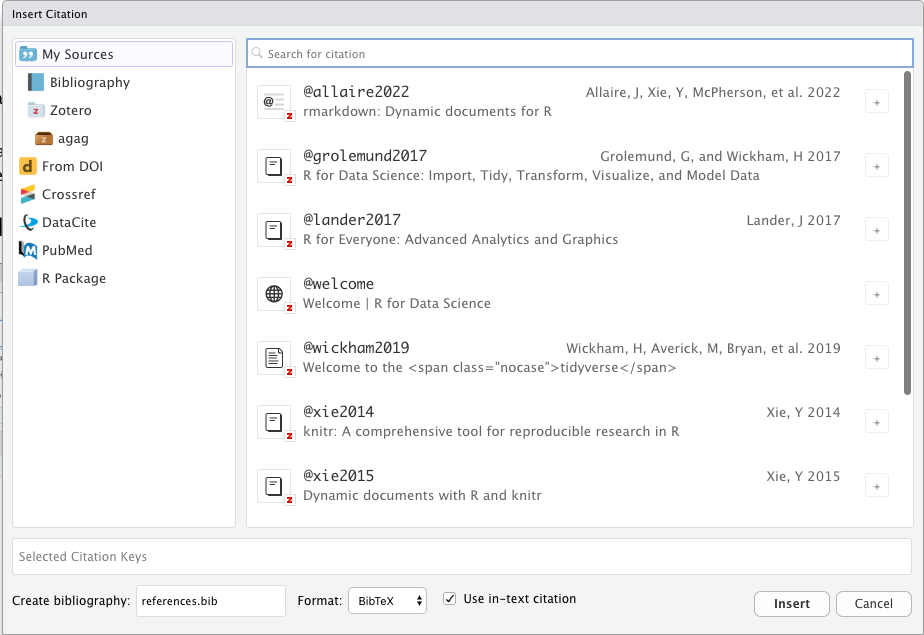 Insert Citation
My Sources
Bibliography
Zotero
agag
From DOI
Crossref
DataCite
PubMed
R Package
Search for citation
@allaire2022 Allaire, J, Xie, Y, McPherson, et al. 2022
rmarkdown: Dynamic documents for R
@grolemund2017 Grolemund, G, and Wickham, H 2017
R for Data Science: Import, Tidy, Transform, Visualize, and Model Data
@lander2017 Lander, J 2017
R for Everyone: Advanced Analytics and Graphics
@welcome
Welcome | R for Data Science
@wickham2019 Wickham, H, Averick, M, Bryan, et al. 2019
Welcome to the <span class="nocase">tidyverse</span>
@xie2014 Xie, Y 2014
knitr: A comprehensive tool for reproducible research in R
@xie2015 Xie, Y 2015
Dynamic documents with R and knitr
Selected Citation Keys
Create bibliography: references.bib Format: BibTeX Use in-text citation Insert Cancel